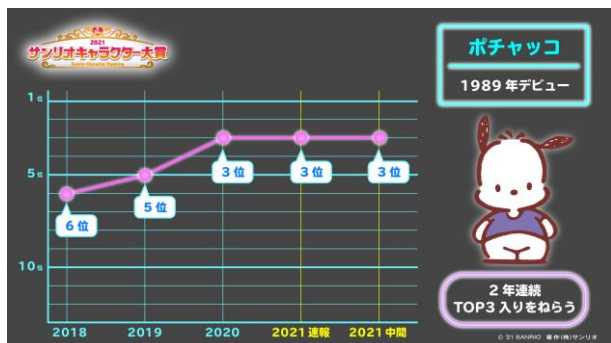 2021
サンリオキャラクター大賞
Sanrio Character Ranking
ポチャッコ
1989年デビュー
1位
5位
10位
6位
5位
3位
3位
3位
2018
2019
2020
2021速報
2021中間
2年連続
TOP3入りをねらう
© '21 SANRIO 著作(株)サンリオ